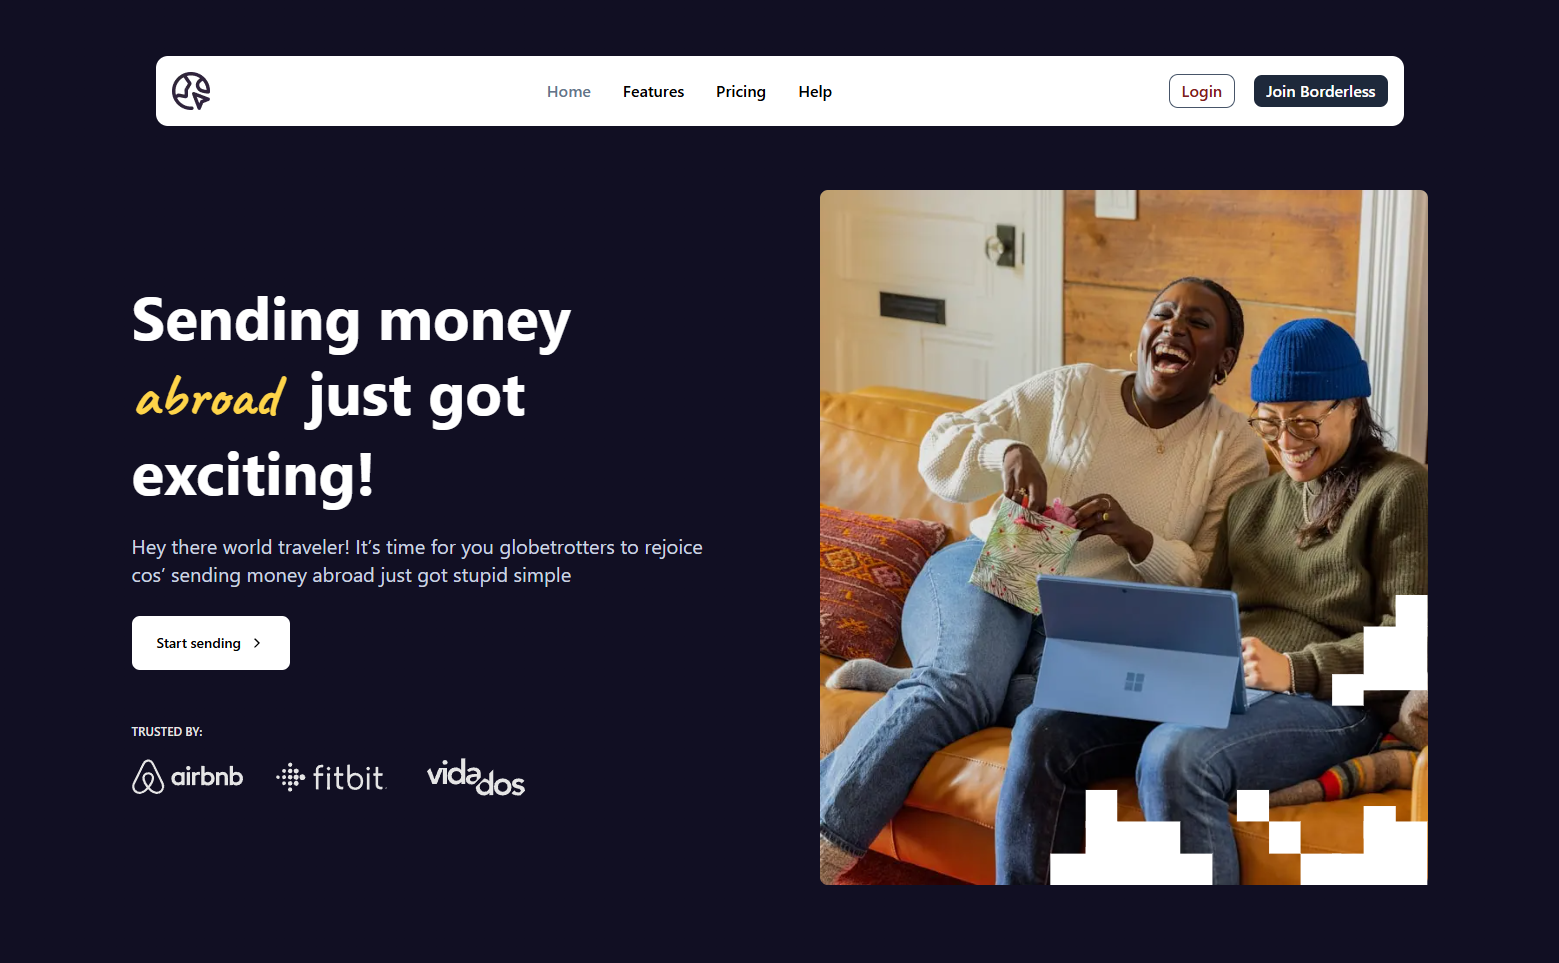 Home Features Pricing Help Login Join Borderless
Sending money
abroad just got
exciting!
Hey there world traveler! It’s time for you globetrotters to rejoice
cos’ sending money abroad just got stupid simple
Start sending
TRUSTED BY:
airbnb fitbit vidados